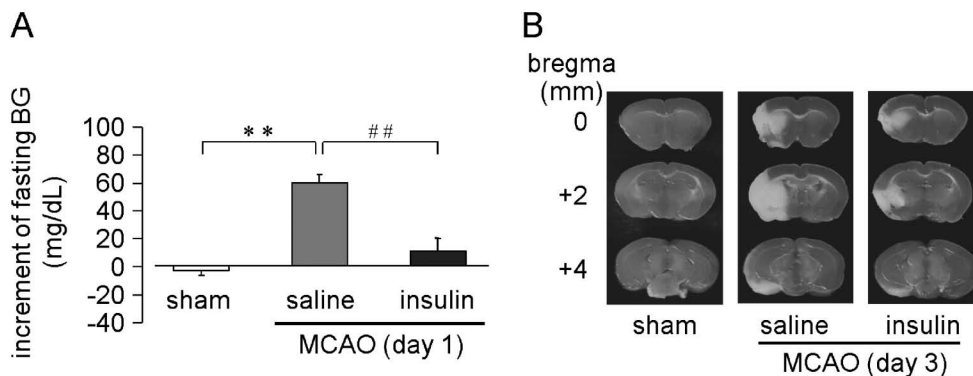 A
increment of fasting BG
(mg/dL)
100
80
60
40
20
0
-20
-40
* *
# #
sham
saline
insulin
MCAO (day 1)
B
bregma
(mm)
0
+2
+4
sham
saline
insulin
MCAO (day 3)